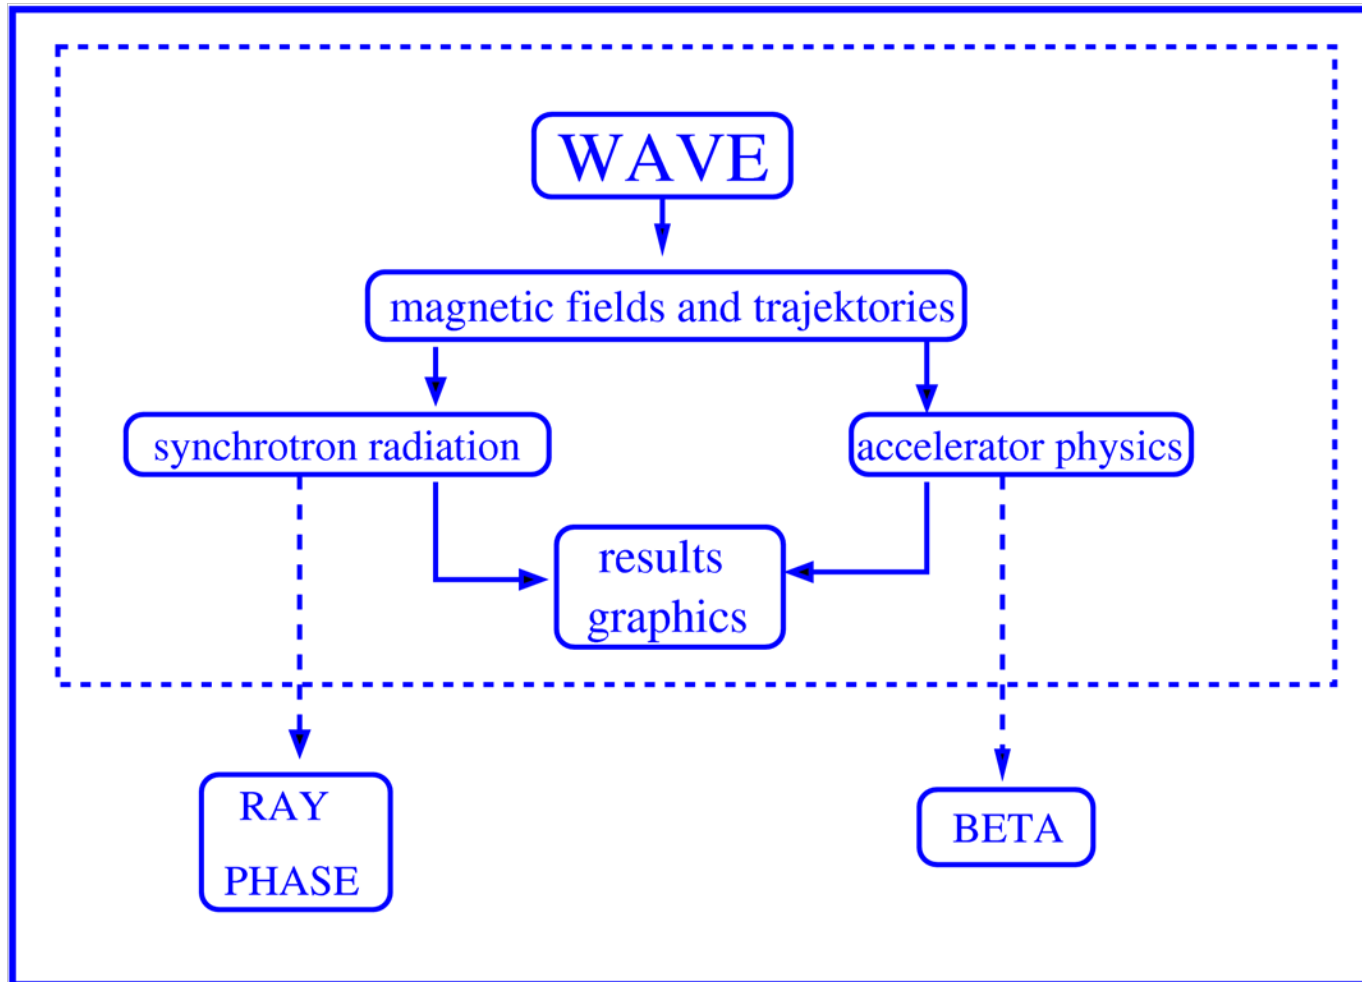 WAVE
magnetic fields and trajektories
synchrotron radiation
accelerator physics
results
graphics
RAY
PHASE
BETA